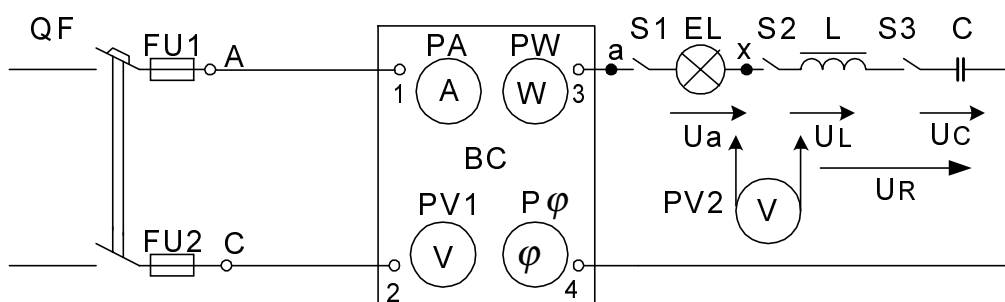 QF FU1 A PA PW a S1 EL x S2 L S3 C
A W
1 3
Ua UL UC
BC
UR
PV1 Pφ PV2 V
FU2 C V φ
2 4